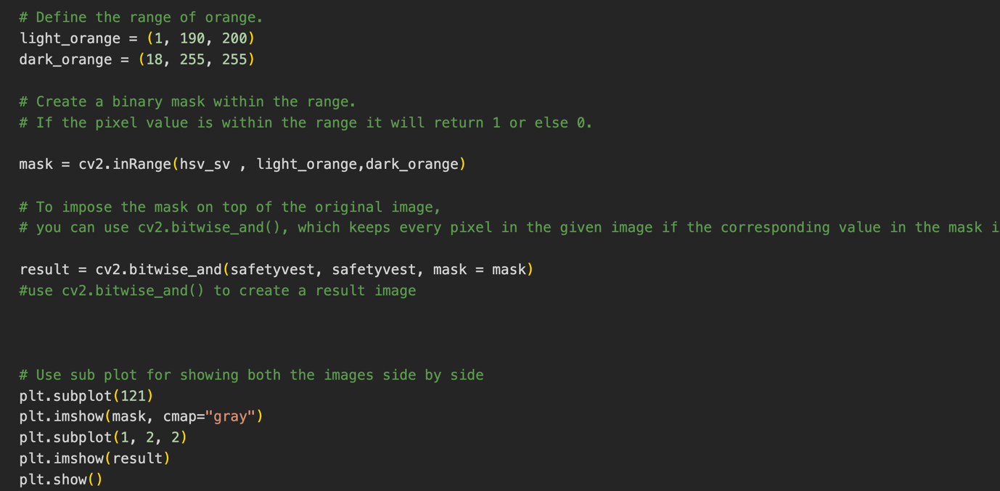 # Define the range of orange.
light_orange = (1, 190, 200)
dark_orange = (18, 255, 255)
# Create a binary mask within the range.
# If the pixel value is within the range it will return 1 or else 0.
mask = cv2.inRange(hsv_sv , light_orange,dark_orange)
# To impose the mask on top of the original image,
# you can use cv2.bitwise_and(), which keeps every pixel in the given image if the corresponding value in the mask i
result = cv2.bitwise_and(safetyvest, safetyvest, mask = mask)
#use cv2.bitwise_and() to create a result image
# Use sub plot for showing both the images side by side
plt.subplot(121)
plt.imshow(mask, cmap="gray")
plt.subplot(1, 2, 2)
plt.imshow(result)
plt.show()